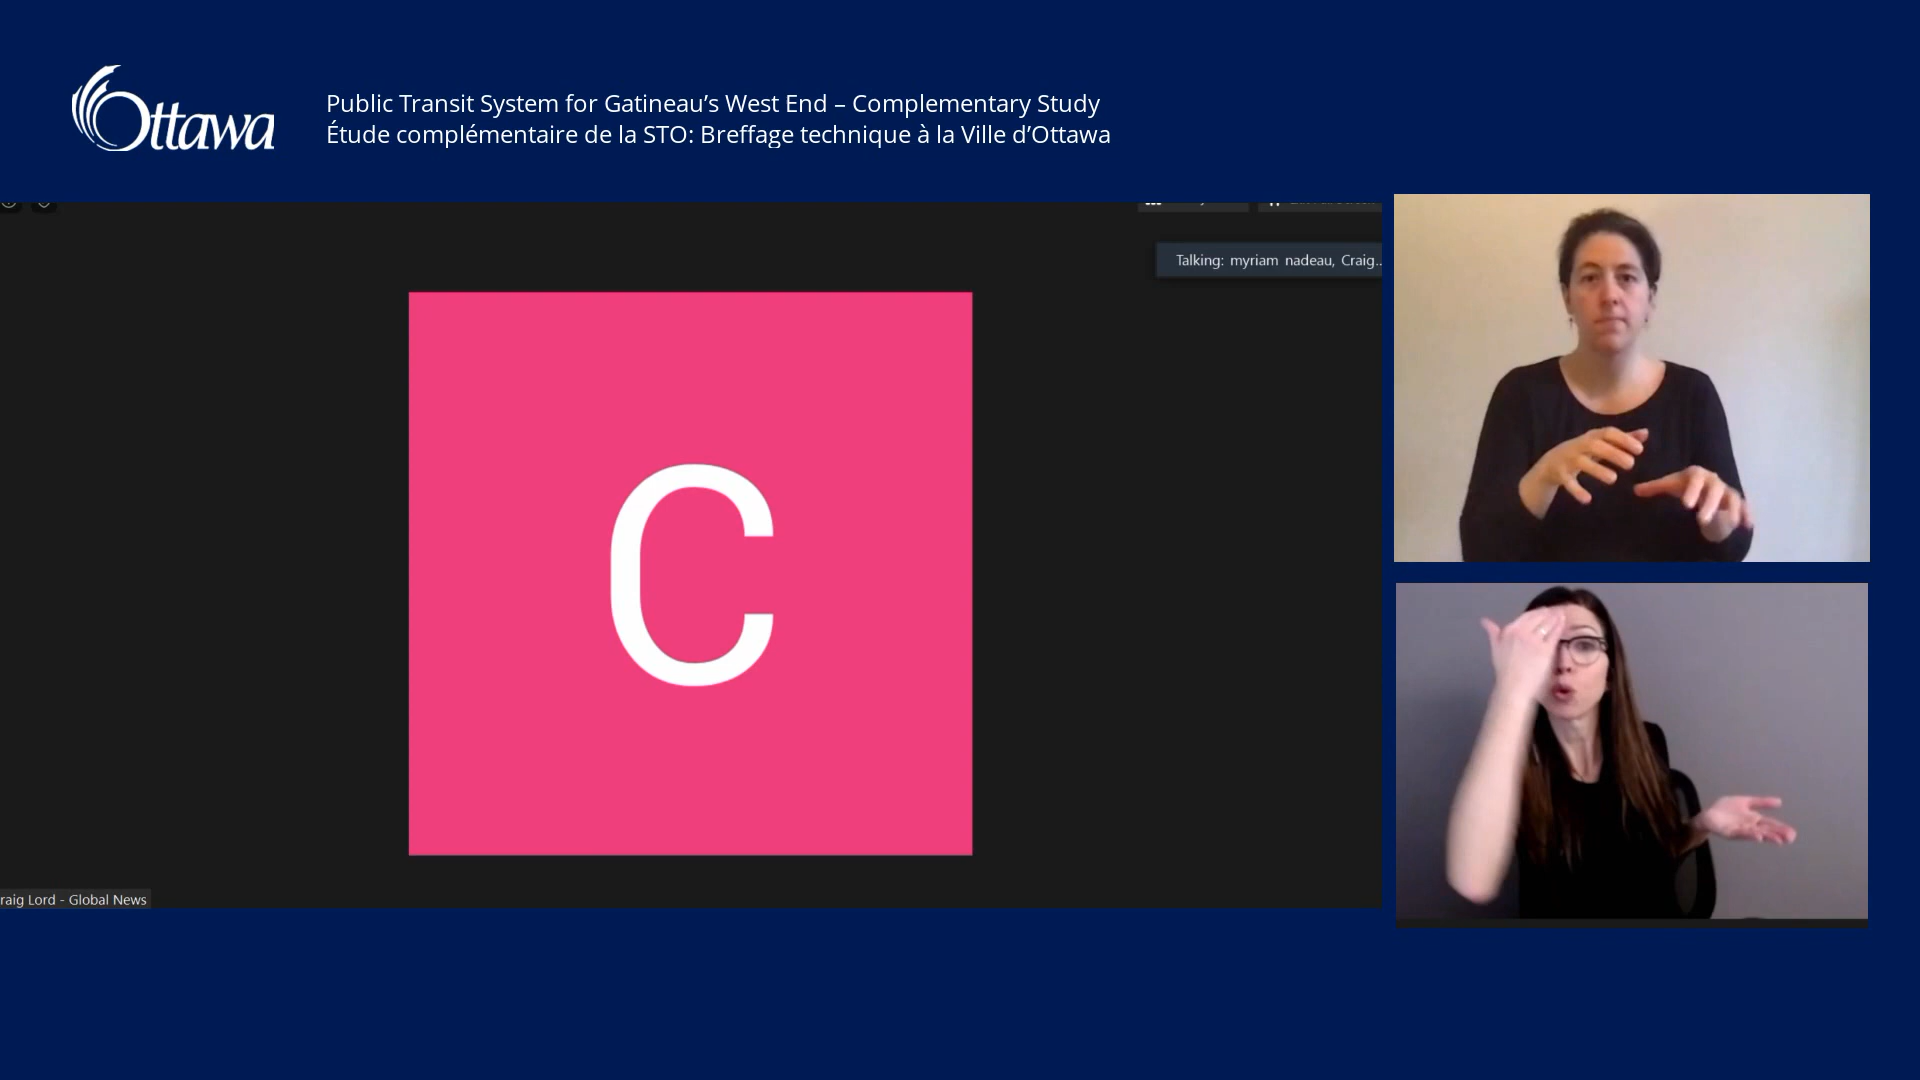 Ottawa
Public Transit System for Gatineau’s West End – Complementary Study
Étude complémentaire de la STO: Breffage technique à la Ville d’Ottawa
Talking: myriam nadeau, Craig..
C
raig Lord - Global News